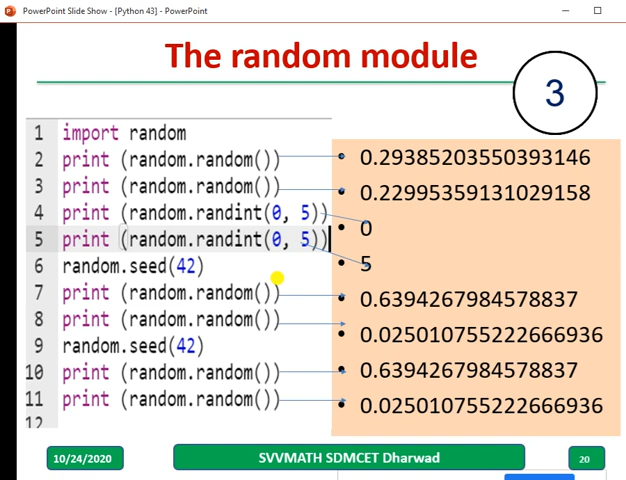 PowerPoint Slide Show - [Python 43] - PowerPoint
The random module
3
1 import random
2 print (random.random())
3 print (random.random())
4 print (random.randint(0, 5))
5 print (random.randint(0, 5))
6 random.seed(42)
7 print (random.random())
8 print (random.random())
9 random.seed(42)
10 print (random.random())
11 print (random.random())
12
• 0.29385203550393146
• 0.22995359131029158
• 0
• 5
• 0.6394267984578837
• 0.025010755222666936
• 0.6394267984578837
• 0.025010755222666936
10/24/2020
SVVMATH SDMCET Dharwad
20